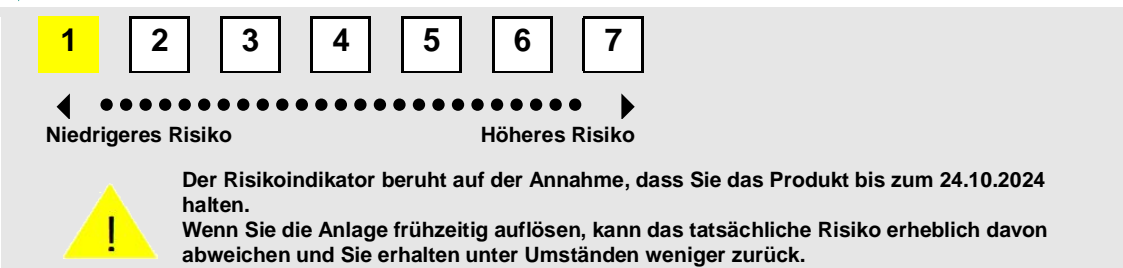 1 2 3 4 5 6 7
Niedrigeres Risiko Höheres Risiko
Der Risikoindikator beruht auf der Annahme, dass Sie das Produkt bis zum 24.10.2024
halten.
Wenn Sie die Anlage frühzeitig auflösen, kann das tatsächliche Risiko erheblich davon
abweichen und Sie erhalten unter Umständen weniger zurück.
!